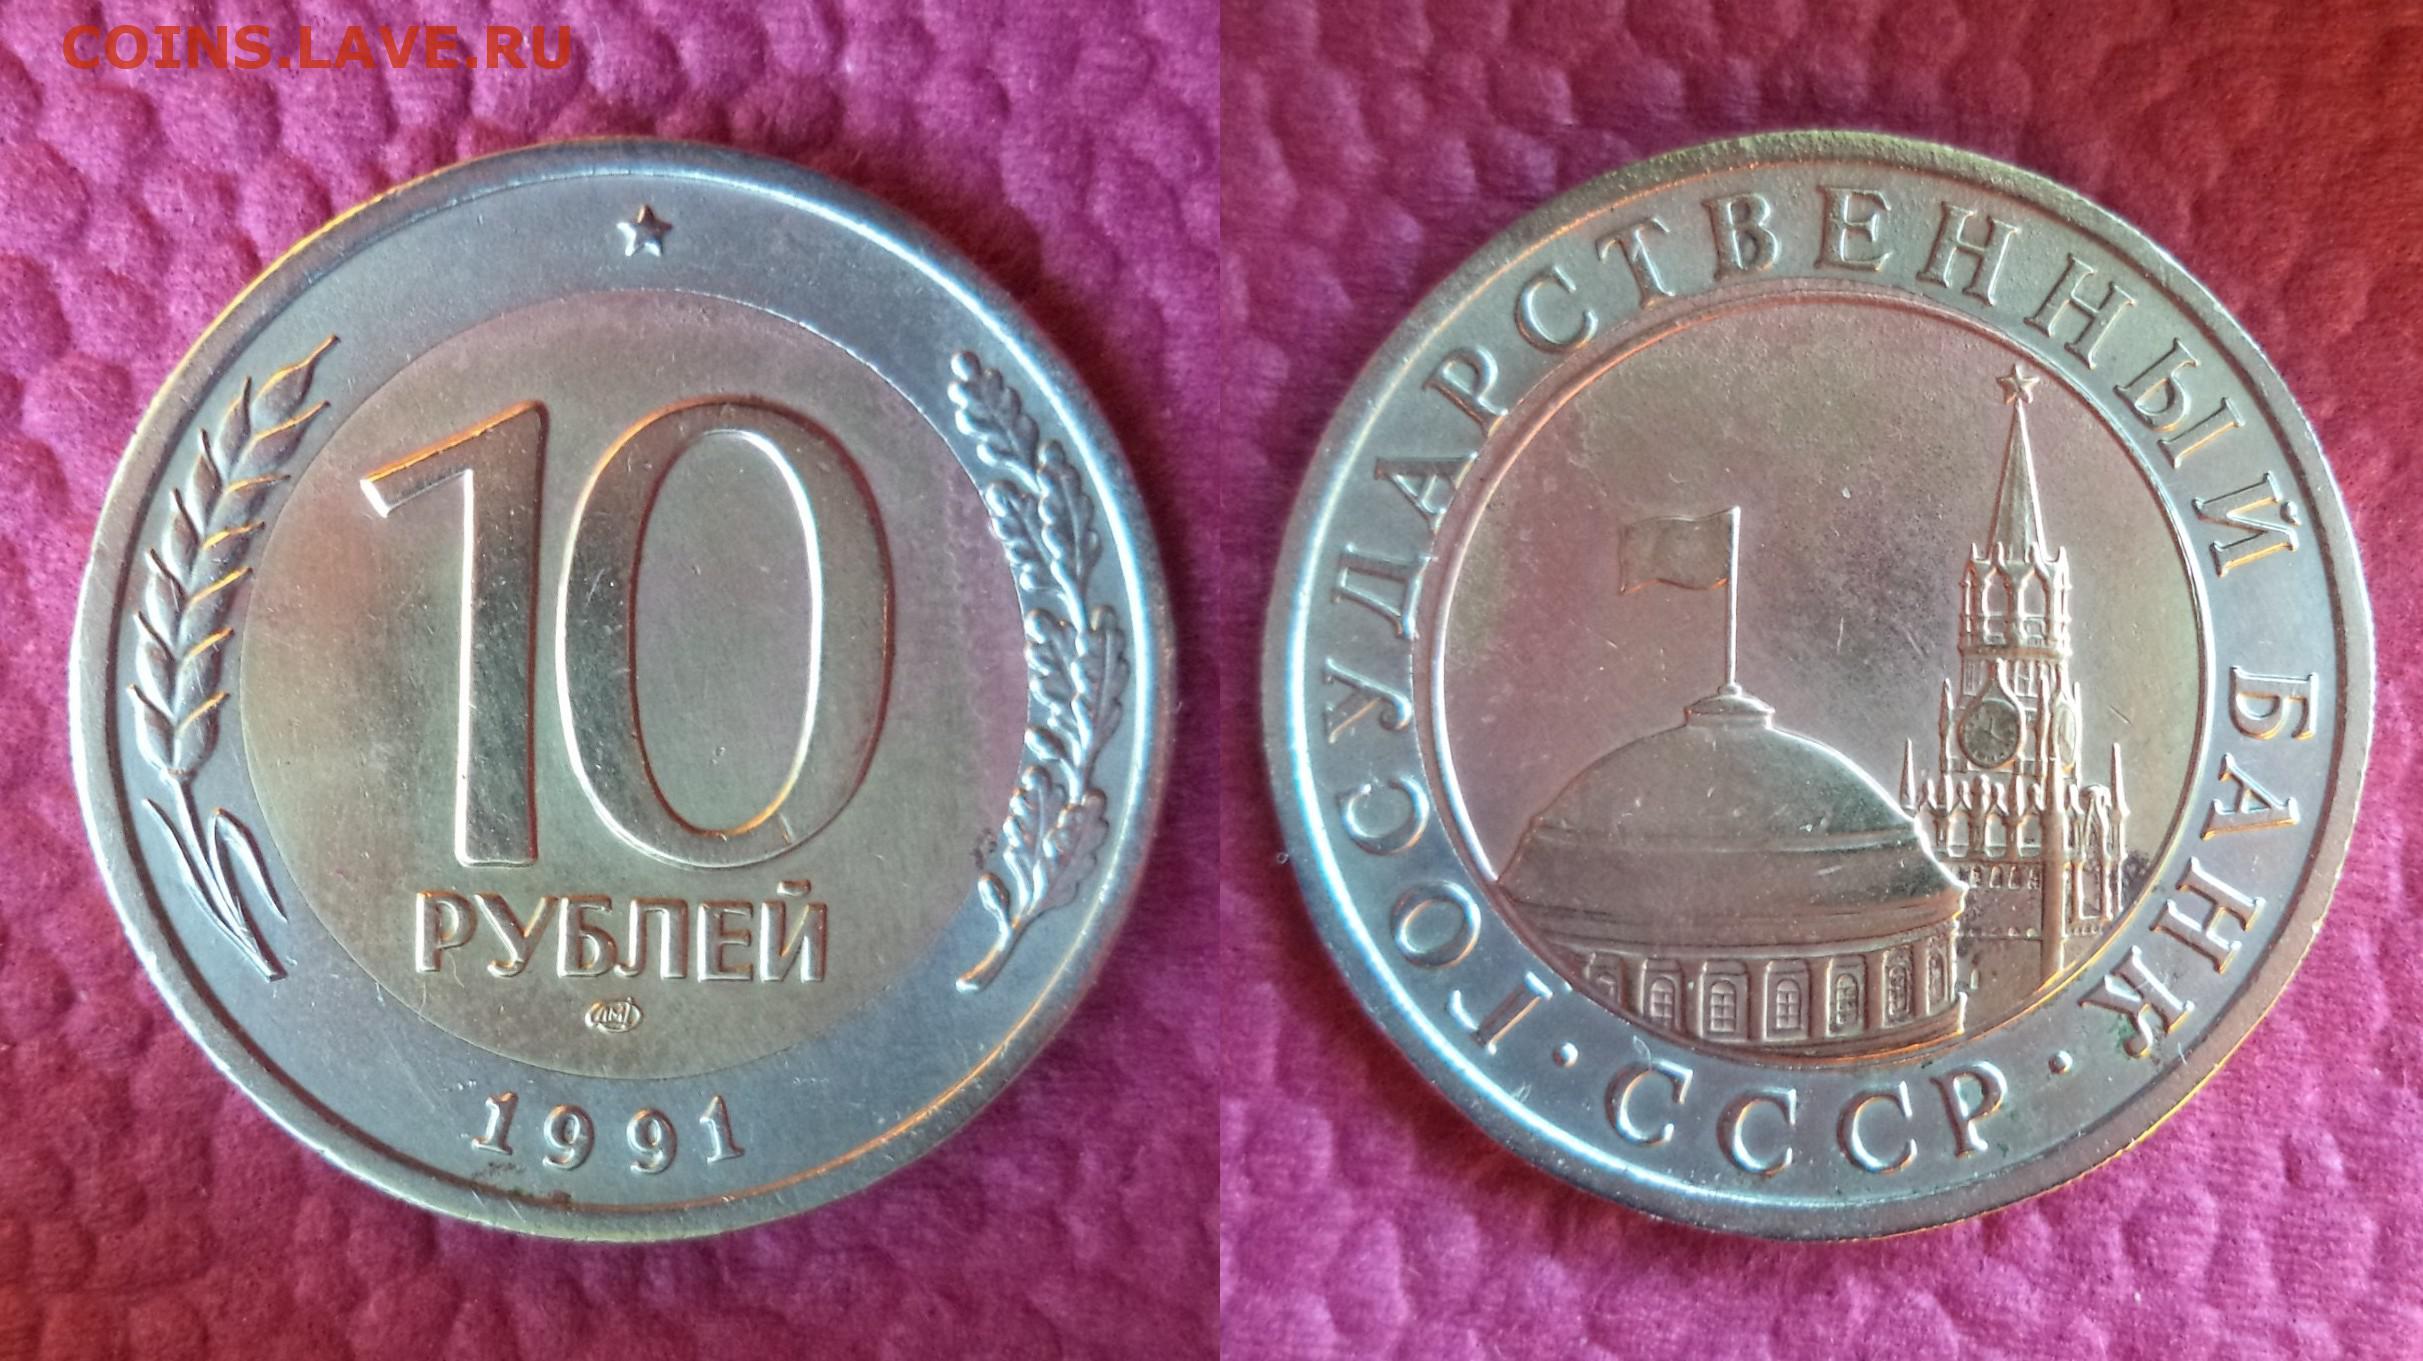 COINS.LAVE.RU
10
РУБЛЕЙ
ЛМД
1991
ГОСУДАРСТВЕННЫЙ БАНК
· СССР ·